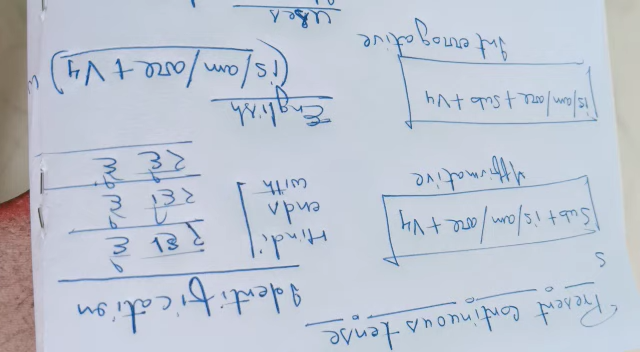 Present continuous tense
Identification
Hindi ends with
रहा है
रही है
रहे हैं
English
(is/am/are + V4)
Uses
S
Sub + is/am/are + V4
Affirmative
is/am/are + sub + V4
Interrogative